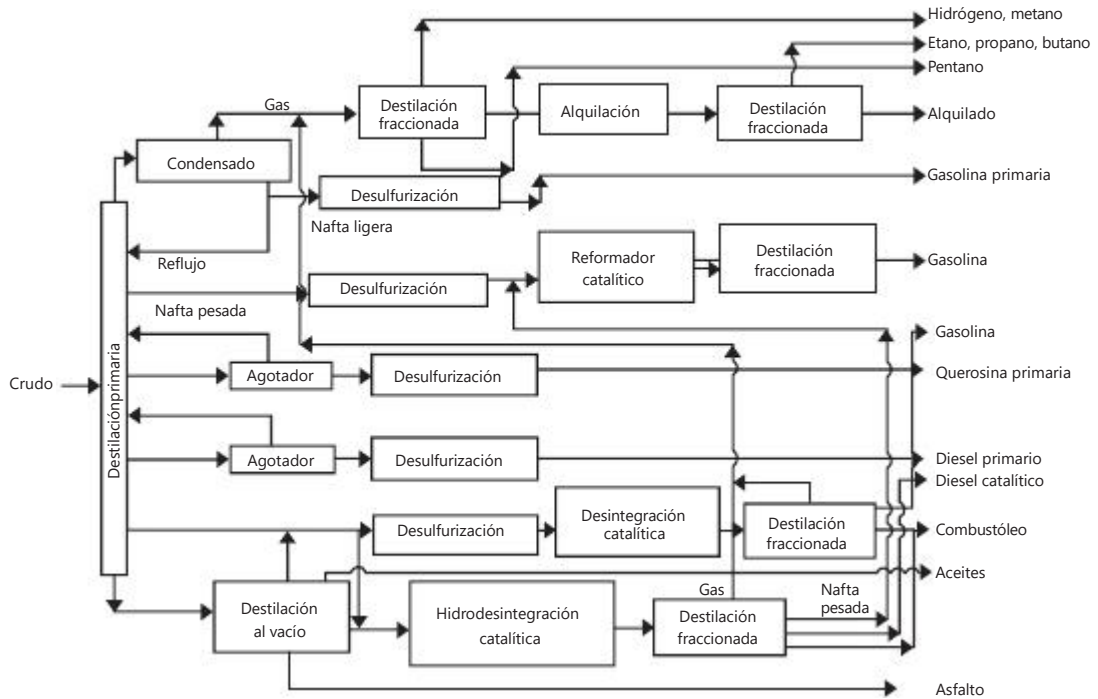 Hidrógeno, metano
Etano, propano, butano
Pentano
Gas
Destilación
fraccionada
Alquilación
Destilación
fraccionada
Alquilado
Condensado
Desulfurización
Gasolina primaria
Nafta ligera
Reflujo
Reformador
catalítico
Destilación
fraccionada
Gasolina
Desulfurización
Nafta pesada
Gasolina
Crudo
Destilaciónprimaria
Agotador
Desulfurización
Querosina primaria
Agotador
Desulfurización
Diesel primario
Diesel catalítico
Desulfurización
Desintegración
catalítica
Destilación
fraccionada
Combustóleo
Aceites
Destilación
al vacío
Hidrodesintegración
catalítica
Gas
Destilación
fraccionada
Nafta
pesada
Asfalto